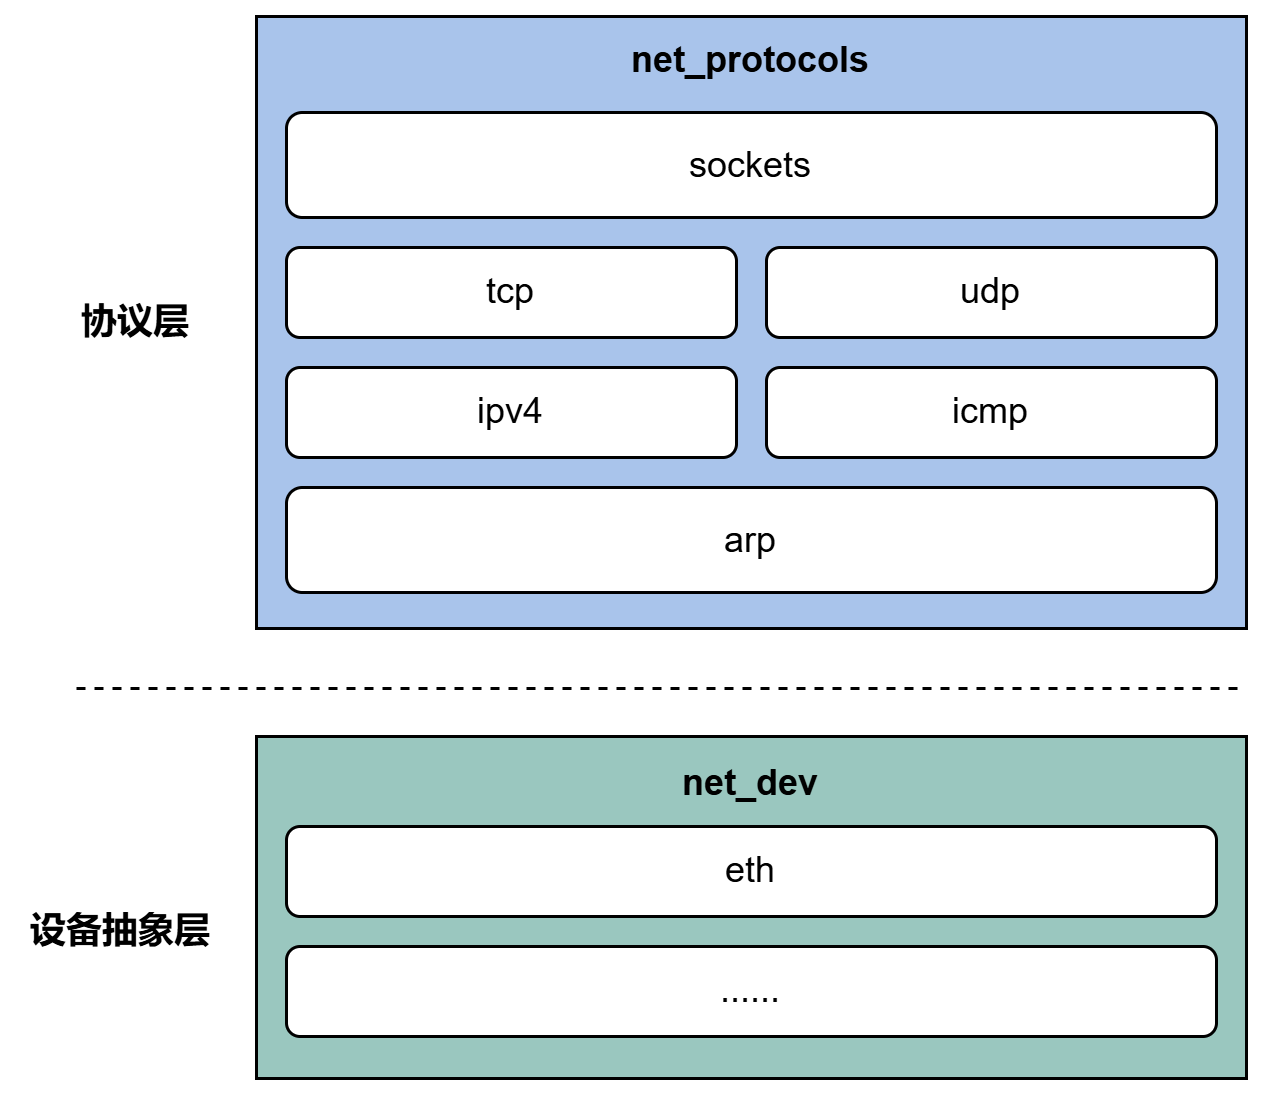 net_protocols
sockets
tcp
udp
协议层
ipv4
icmp
arp
net_dev
eth
设备抽象层
......